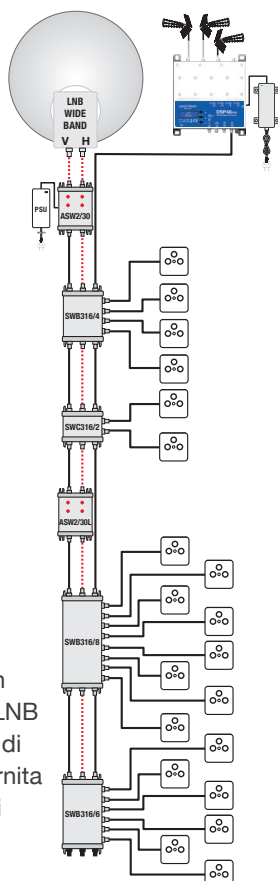 LNB
WIDE
BAND
V H
DSP43
PSU
ASW2/30
SWB316/4
SWC316/2
ASW2/30L
SWB316/8
LNB
di
rnita
i
SWB316/6